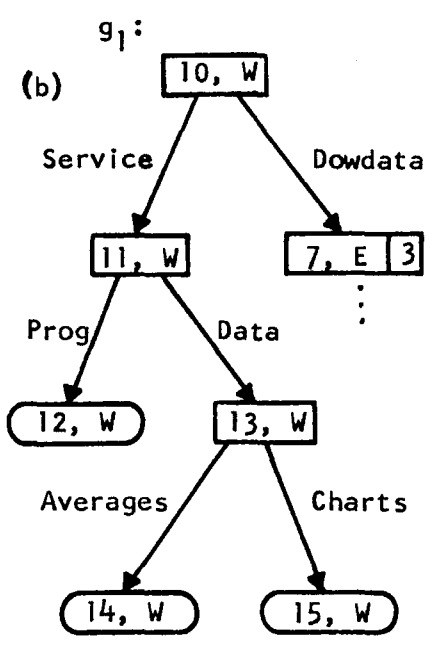 g1:
(b)
10, W
Service
Dowdata
11, W
7, E 3
Prog
Data
12, W
13, W
Averages
Charts
14, W
15, W